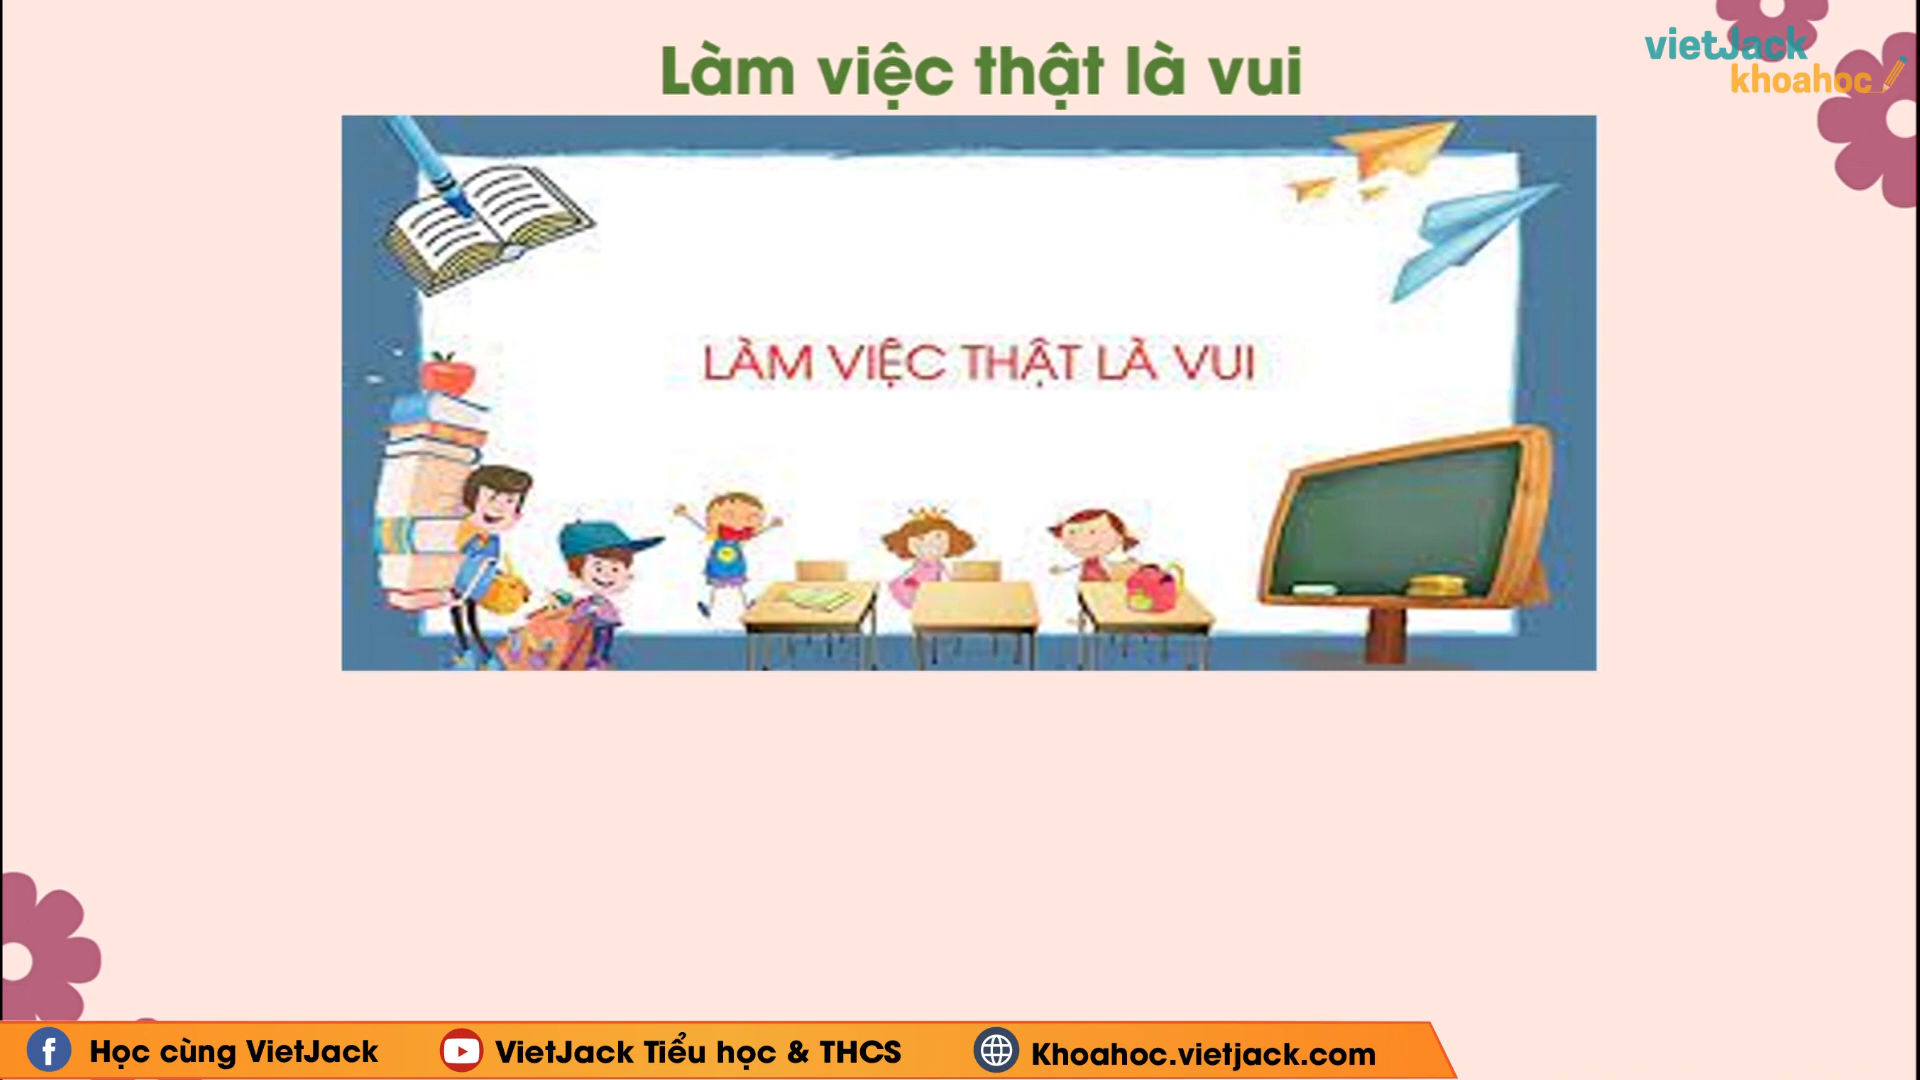 Làm việc thật là vui
vietJack
khoahoc
LÀM VIỆC THẬT LÀ VUI
Học cùng VietJack
VietJack Tiểu học & THCS
Khoahoc.vietjack.com